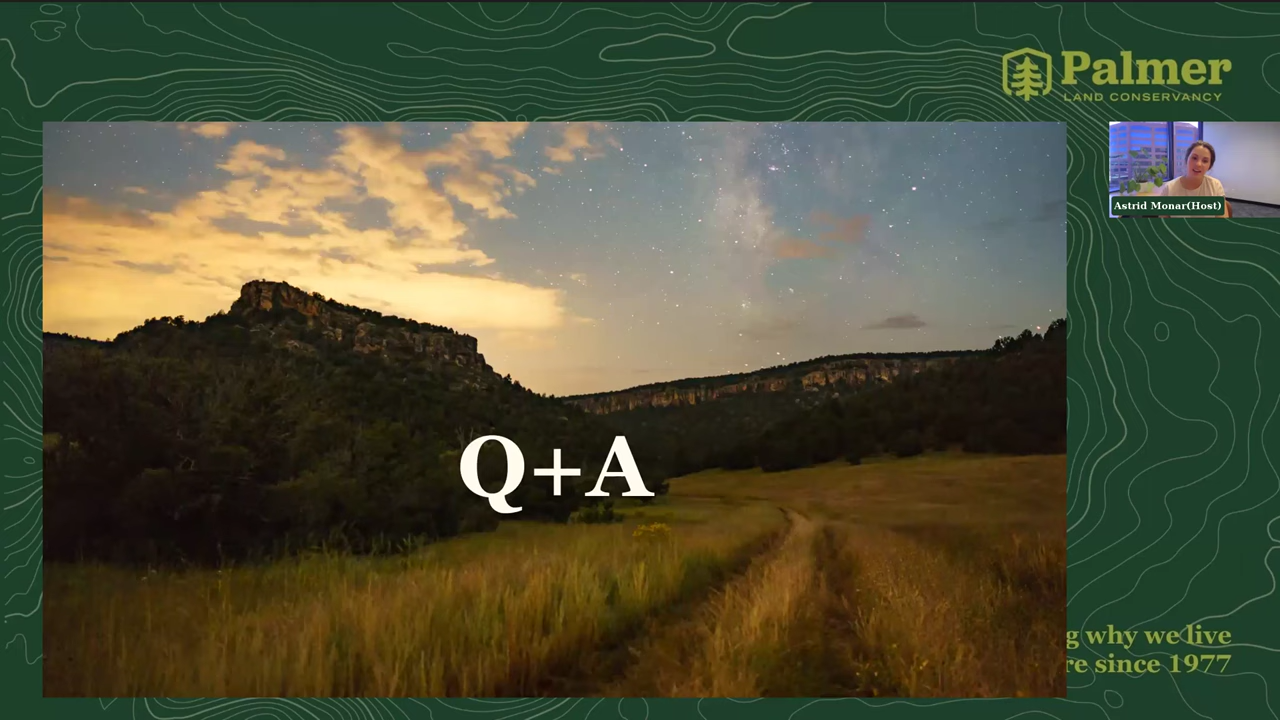 Palmer
LAND CONSERVANCY
Astrid Monar(Host)
Q+A
g why we live
re since 1977